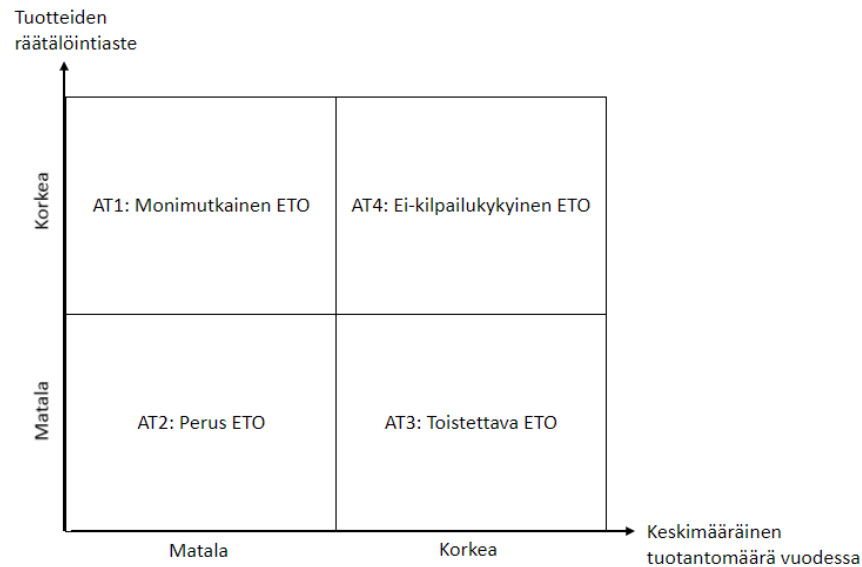 Tuotteiden
räätälöintiaste
Korkea
AT1: Monimutkainen ETO
AT4: Ei-kilpailukykyinen ETO
Matala
AT2: Perus ETO
AT3: Toistettava ETO
Matala
Korkea
Keskimääräinen
tuotantomäärä vuodessa